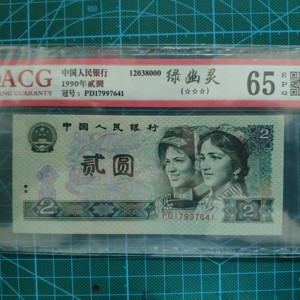 ACG
GUARANTY
中国人民银行 12038000 绿幽灵 65 EPQ
1990年贰圆 (☆☆☆)
冠号:PD17997641
中国人民银行 2
贰圆
2
PD17997641